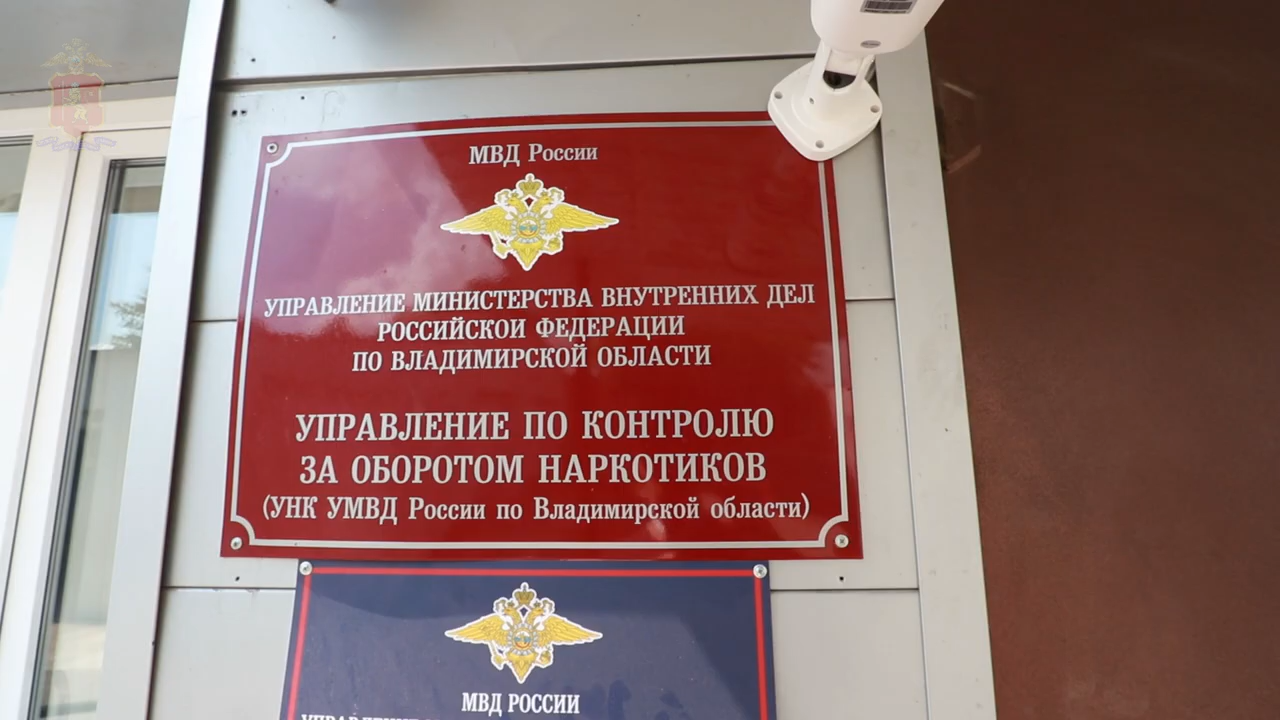 МВД России
УПРАВЛЕНИЕ МИНИСТЕРСТВА ВНУТРЕННИХ ДЕЛ
РОССИЙСКОИ ФЕДЕРАЦИИ
ПО ВЛАДИМИРСКОЙ ОБЛАСТИ
УПРАВЛЕНИЕ ПО КОНТРОЛЮ
ЗА ОБОРОТОМ НАРКОТИКОВ
(УНК УМВД России по Владимирской области)
МВД РОССИИ